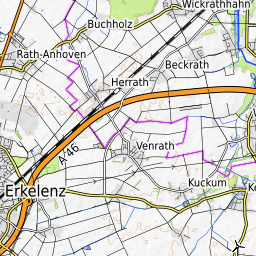 Wickrathhahn
Buchholz
Rath-Anhoven
Beckrath
Herrath
A 46
Venrath
Kuckum
Erkelenz